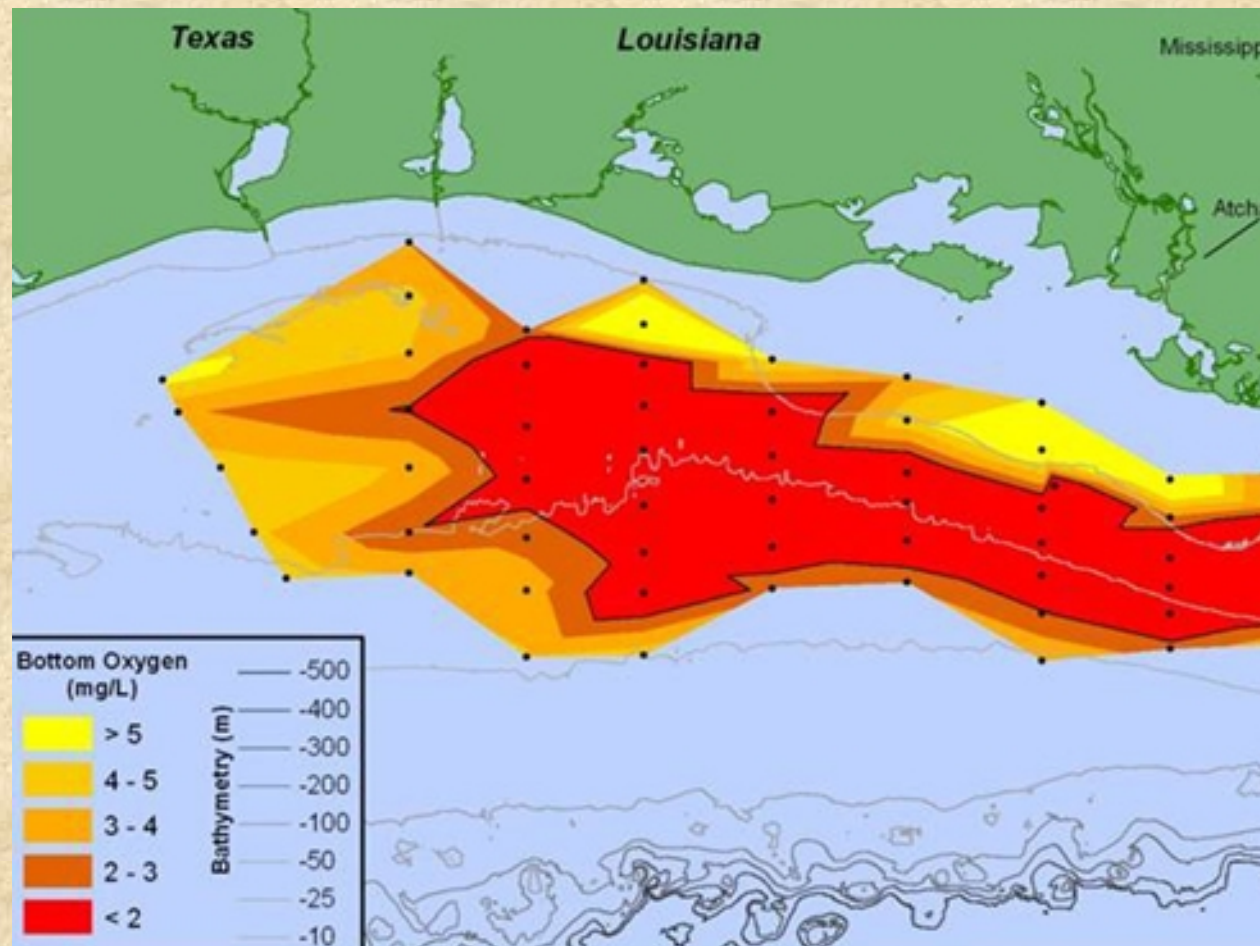 Texas
Louisiana
Mississipp
Atch
Bottom Oxygen
(mg/L)
> 5
4 - 5
3 - 4
2 - 3
< 2
Bathymetry (m)
-500
-400
-300
-200
-100
-50
-25
-10